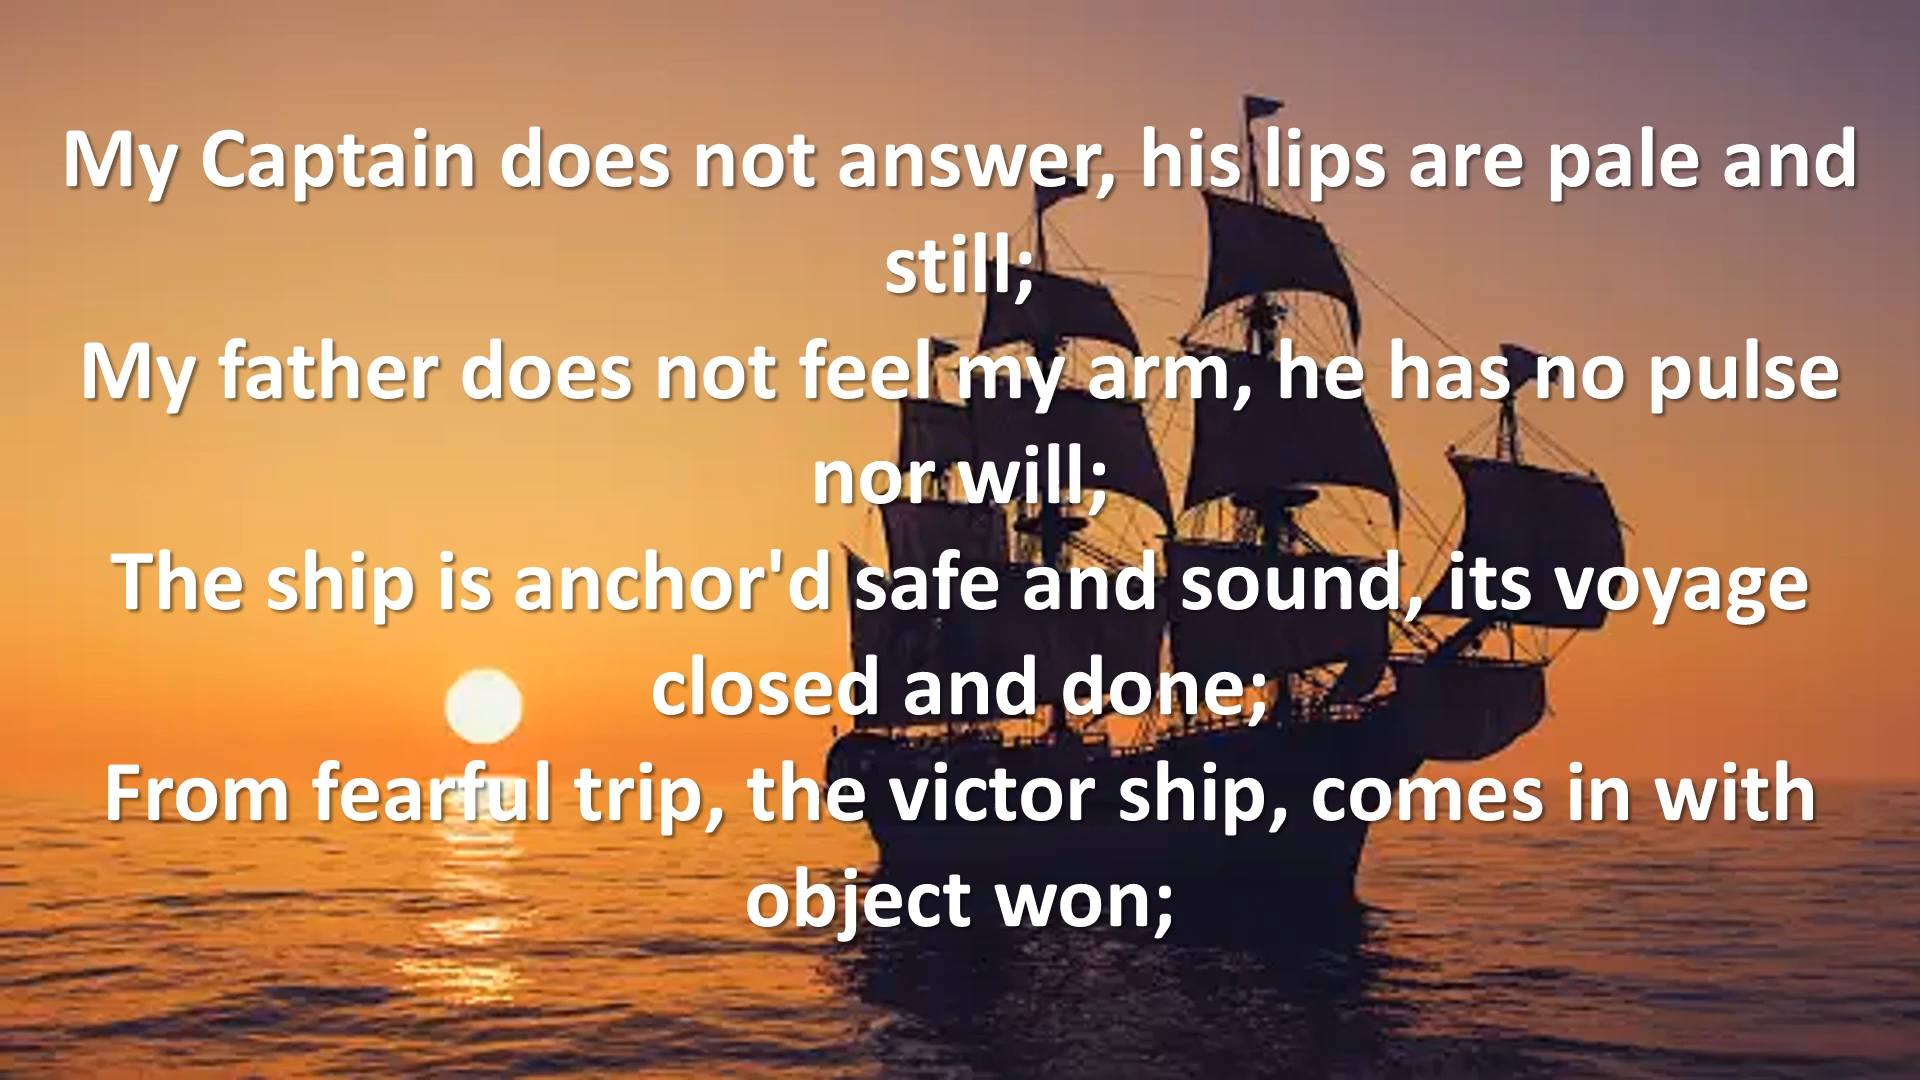 My Captain does not answer, his lips are pale and
still;
My father does not feel my arm, he has no pulse
nor will;
The ship is anchor'd safe and sound, its voyage
closed and done;
From fearful trip, the victor ship, comes in with
object won;